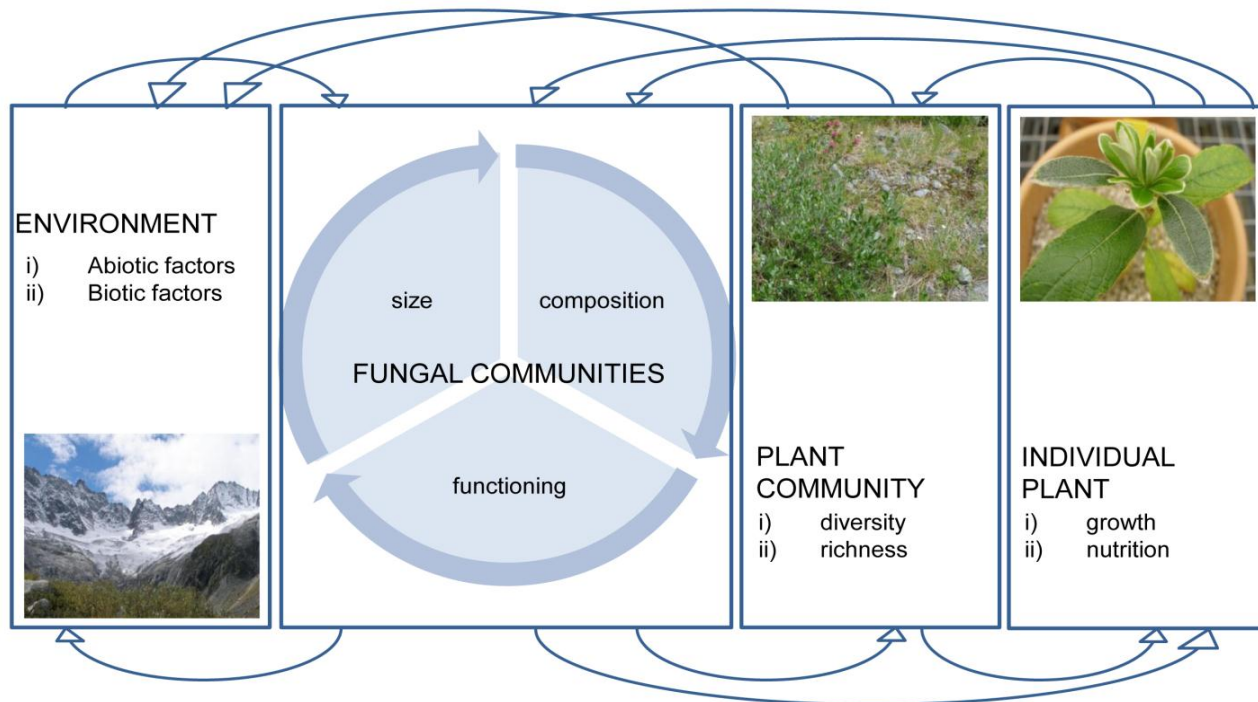 ENVIRONMENT
i) Abiotic factors
ii) Biotic factors
size
composition
FUNGAL COMMUNITIES
functioning
PLANT
COMMUNITY
i) diversity
ii) richness
INDIVIDUAL
PLANT
i) growth
ii) nutrition